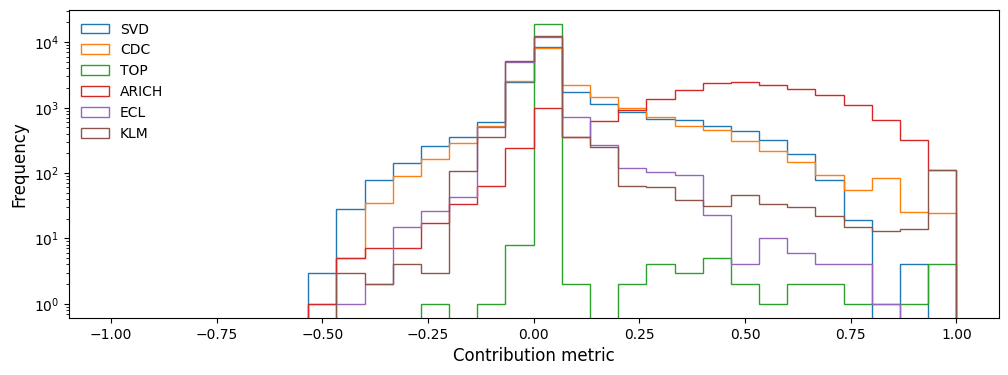 SVD
CDC
TOP
ARICH
ECL
KLM
Frequency
10⁴
10³
10²
10¹
10⁰
−1.00 −0.75 −0.50 −0.25 0.00 0.25 0.50 0.75 1.00
Contribution metric